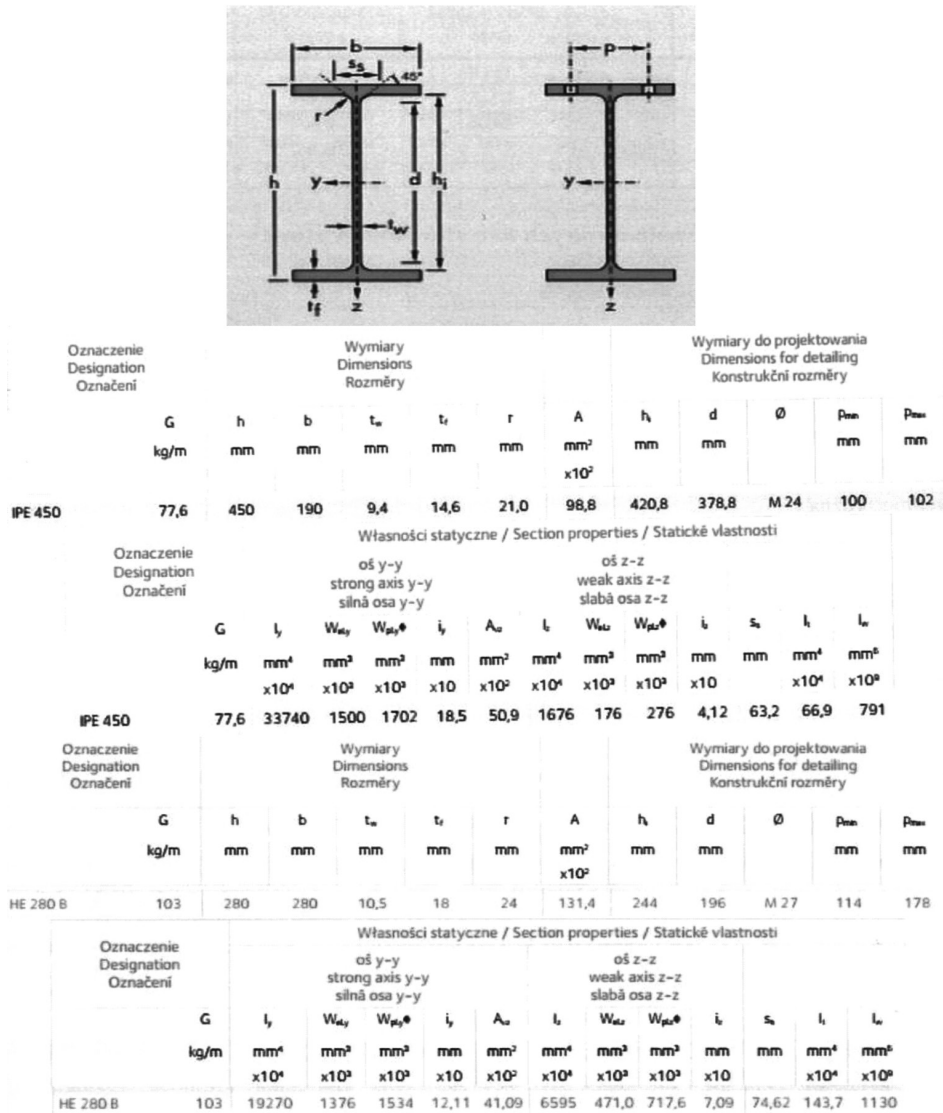 b
s_s
45°
r
h
y
d
h_i
t_w
t_f
z
p
y
z
Oznaczenie
Designation
Označení
Wymiary
Dimensions
Rozměry
Wymiary do projektowania
Dimensions for detailing
Konstrukční rozměry
G h b t_w t_f r A h_i d Ø p_min p_max
kg/m mm mm mm mm mm mm² mm mm mm mm
x10²
IPE 450 77,6 450 190 9,4 14,6 21,0 98,8 420,8 378,8 M 24 100 102
Własności statyczne / Section properties / Statické vlastnosti
Oznaczenie
Designation
Označení
oś y-y
strong axis y-y
silná osa y-y
oś z-z
weak axis z-z
slabá osa z-z
G I_y W_el.y W_pl.y♦ i_y A_vz I_z W_el.z W_pl.z♦ i_z s_s I_t I_w
kg/m mm⁴ mm³ mm³ mm mm² mm⁴ mm³ mm³ mm mm mm⁴ mm⁶
x10⁴ x10³ x10³ x10 x10² x10⁴ x10³ x10³ x10 x10⁴ x10⁹
IPE 450 77,6 33740 1500 1702 18,5 50,9 1676 176 276 4,12 63,2 66,9 791
Oznaczenie
Designation
Označení
Wymiary
Dimensions
Rozměry
Wymiary do projektowania
Dimensions for detailing
Konstrukční rozměry
G h b t_w t_f r A h_i d Ø p_min p_max
kg/m mm mm mm mm mm mm² mm mm mm mm
x10²
HE 280 B 103 280 280 10,5 18 24 131,4 244 196 M 27 114 178
Własności statyczne / Section properties / Statické vlastnosti
Oznaczenie
Designation
Označení
oś y-y
strong axis y-y
silná osa y-y
oś z-z
weak axis z-z
slabá osa z-z
G I_y W_el.y W_pl.y♦ i_y A_vz I_z W_el.z W_pl.z♦ i_z s_s I_t I_w
kg/m mm⁴ mm³ mm³ mm mm² mm⁴ mm³ mm³ mm mm mm⁴ mm⁶
x10⁴ x10³ x10³ x10 x10² x10⁴ x10³ x10³ x10 x10⁴ x10⁹
HE 280 B 103 19270 1376 1534 12,11 41,09 6595 471,0 717,6 7,09 74,62 143,7 1130